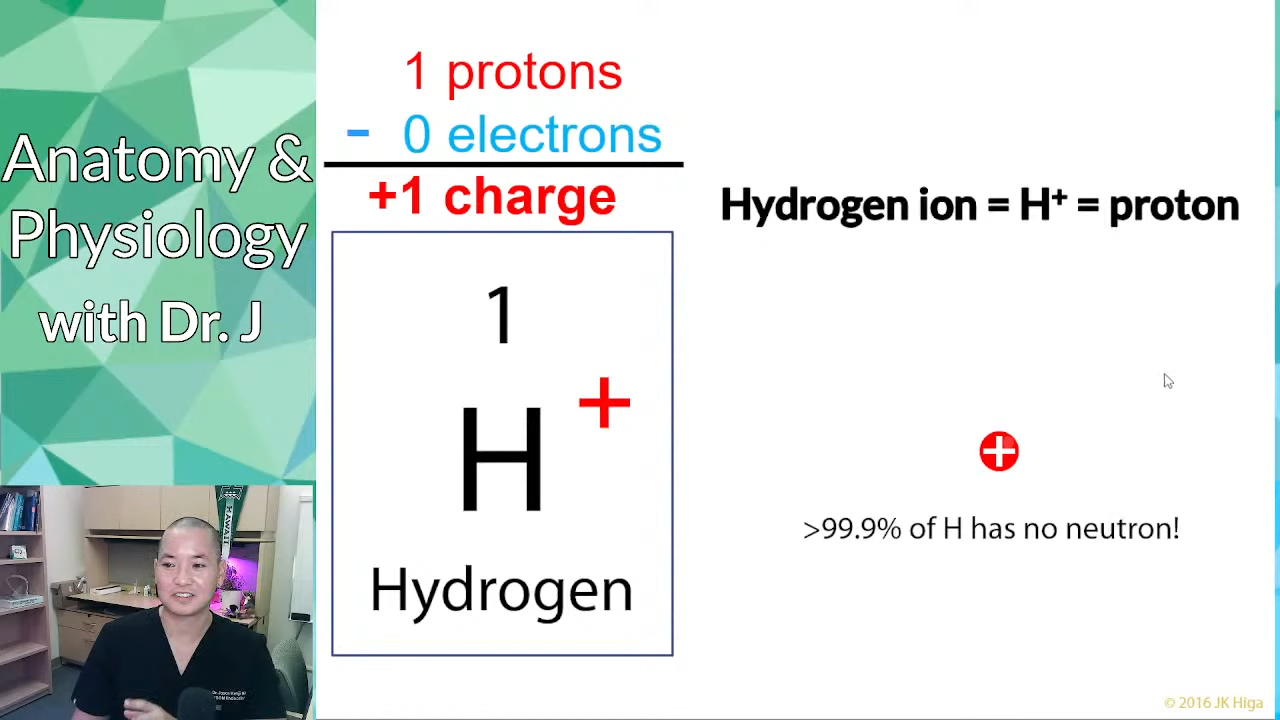 Anatomy &
Physiology
with Dr. J
1 protons
- 0 electrons
+1 charge
1
H+
Hydrogen
Hydrogen ion = H⁺ = proton
+
>99.9% of H has no neutron!
HAWAII
© 2016 JK Higa